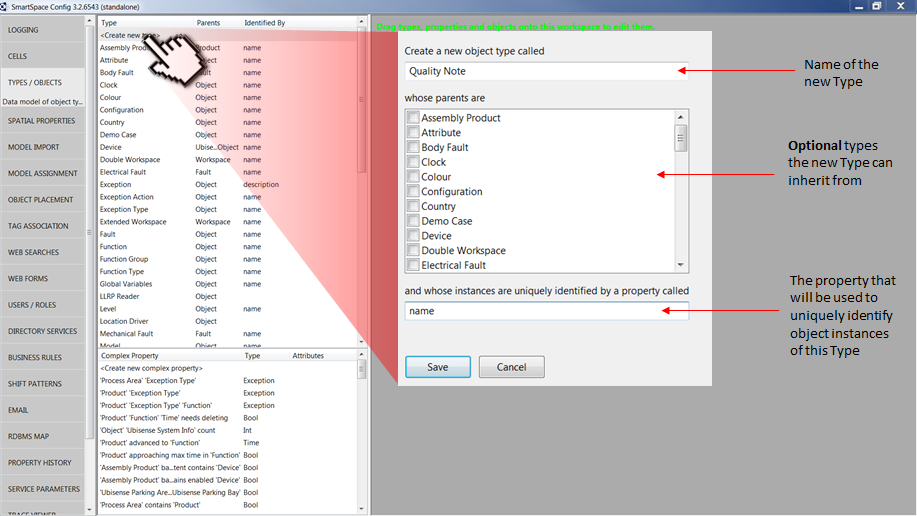 SmartSpace Config 3.2.6543 (standalone)
LOGGING
CELLS
TYPES / OBJECTS
Data model of object ty...
SPATIAL PROPERTIES
MODEL IMPORT
MODEL ASSIGNMENT
OBJECT PLACEMENT
TAG ASSOCIATION
WEB SEARCHES
WEB FORMS
USERS / ROLES
DIRECTORY SERVICES
BUSINESS RULES
SHIFT PATTERNS
EMAIL
RDBMS MAP
PROPERTY HISTORY
SERVICE PARAMETERS
TRACE VIEWER
Type Parents Identified By
<Create new type>
Assembly Product name
Attribute name
Body Fault Fault name
Clock Object name
Colour Object name
Configuration Object name
Country Object name
Demo Case Object name
Device Ubise...Object name
Double Workspace Workspace name
Electrical Fault Fault name
Exception Object description
Exception Action Object name
Exception Type Object name
Extended Workspace Workspace name
Fault Object name
Function Object name
Function Group Object name
Function Type Object name
Global Variables Object name
LLRP Reader Object
Level Object name
Location Driver Object
Mechanical Fault Fault name
Model Object name
Complex Property Type Attributes
<Create new complex property>
'Process Area' 'Exception Type' Exception
'Product' 'Exception Type' Exception
'Product' 'Exception Type' 'Function' Exception
'Product' 'Function' 'Time' needs deleting Bool
'Object' 'Ubisense System Info' count Int
'Product' advanced to 'Function' Time
'Product' approaching max time in 'Function' Bool
'Assembly Product' ba...tent contains 'Device' Bool
'Assembly Product' ba...ains enabled 'Device' Bool
'Ubisense Parking Are...Ubisense Parking Bay' Bool
'Process Area' contains 'Product' Bool
Drag types, properties and objects onto this workspace to edit them.
Create a new object type called
Quality Note
whose parents are
Assembly Product
Attribute
Body Fault
Clock
Colour
Configuration
Country
Demo Case
Device
Double Workspace
Electrical Fault
and whose instances are uniquely identified by a property called
name
Save Cancel
Name of the
new Type
Optional types
the new Type can
inherit from
The property that
will be used to
uniquely identify
object instances
of this Type